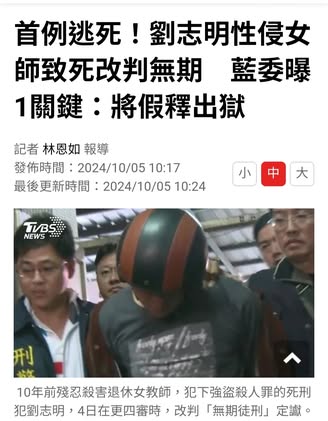 首例逃死！劉志明性侵女
師致死改判無期　藍委曝
1關鍵：將假釋出獄
記者 林恩如 報導
發佈時間：2024/10/05 10:17
最後更新時間：2024/10/05 10:24
小 中 大
TVBS
NEWS
刑
警
10年前殘忍殺害退休女教師，犯下強盜殺人罪的死刑
犯劉志明，4日在更四審時，改判「無期徒刑」定讞。